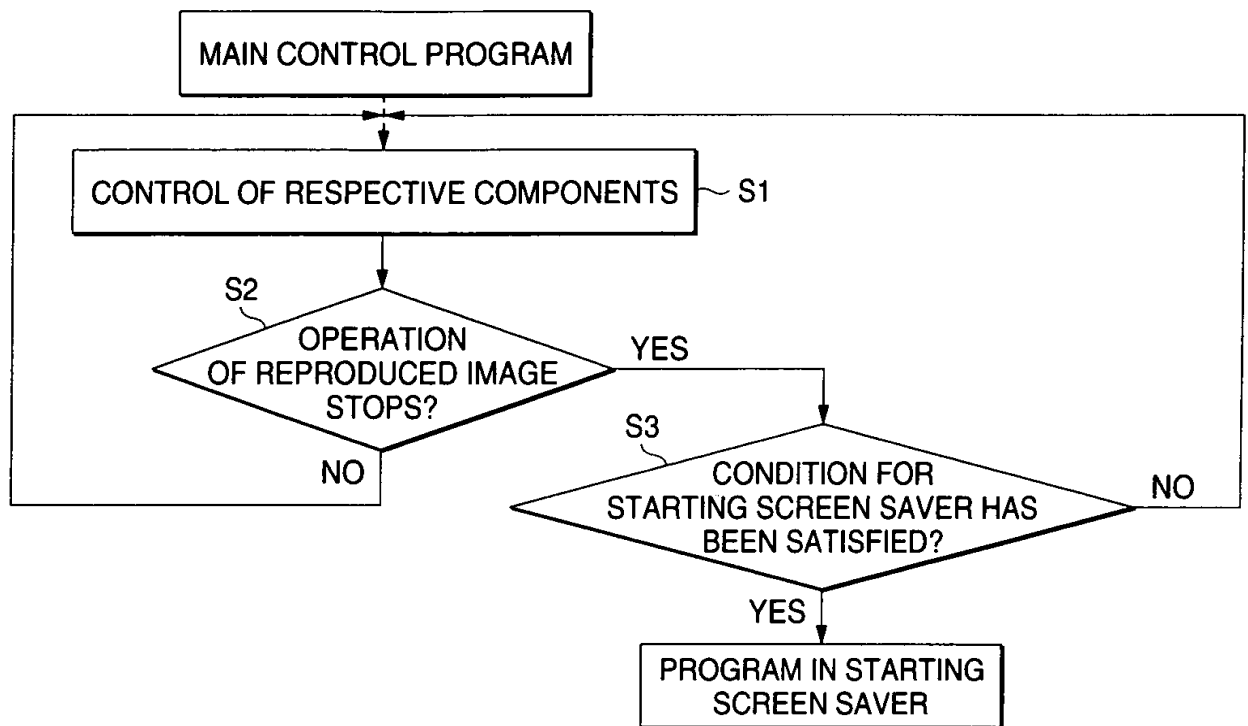 MAIN CONTROL PROGRAM
CONTROL OF RESPECTIVE COMPONENTS
S1
S2
OPERATION
OF REPRODUCED IMAGE
STOPS?
YES
NO
S3
CONDITION FOR
STARTING SCREEN SAVER HAS
BEEN SATISFIED?
NO
YES
PROGRAM IN STARTING
SCREEN SAVER